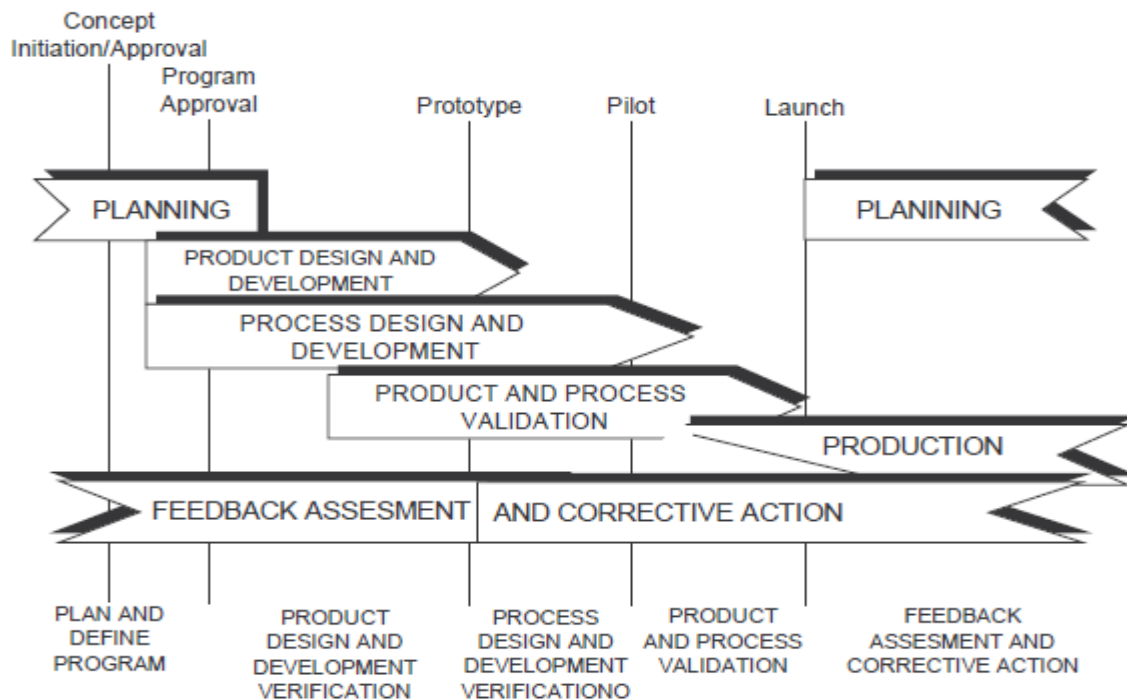 Concept
Initiation/Approval
Program
Approval
Prototype
Pilot
Launch
PLANNING
PLANINING
PRODUCT DESIGN AND
DEVELOPMENT
PROCESS DESIGN AND
DEVELOPMENT
PRODUCT AND PROCESS
VALIDATION
PRODUCTION
FEEDBACK ASSESMENT AND CORRECTIVE ACTION
PLAN AND
DEFINE
PROGRAM
PRODUCT
DESIGN AND
DEVELOPMENT
VERIFICATION
PROCESS
DESIGN AND
DEVELOPMENT
VERIFICATIONO
PRODUCT
AND PROCESS
VALIDATION
FEEDBACK
ASSESMENT AND
CORRECTIVE ACTION